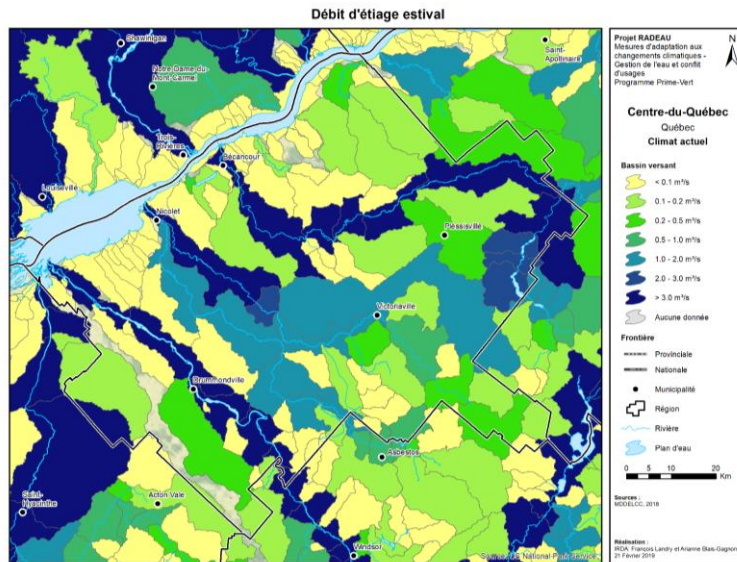 Débit d'étiage estival
Shawinigan
Notre-Dame-du-
Mont-Carmel
Saint-
Apollinaire
Trois-
Rivières
Bécancour
Louiseville
Nicolet
Plessisville
Victoriaville
Drummondville
Asbestos
Acton Vale
Saint-
Hyacinthe
Windsor
Source: US National Park Service
Projet RADEAU
Mesures d'adaptation aux
changements climatiques -
Gestion de l'eau et conflit
d'usages
Programme Prime-Vert
N
Centre-du-Québec
Québec
Climat actuel
Bassin versant
< 0.1 m³/s
0.1 - 0.2 m³/s
0.2 - 0.5 m³/s
0.5 - 1.0 m³/s
1.0 - 2.0 m³/s
2.0 - 3.0 m³/s
> 3.0 m³/s
Aucune donnée
Frontière
Provinciale
Nationale
Municipalité
Région
Rivière
Plan d'eau
0 5 10 20
Km
Sources :
MDDELCC, 2018
Réalisation :
IRDA: François Landry et Arianne Blais-Gagnon
21 Février 2019